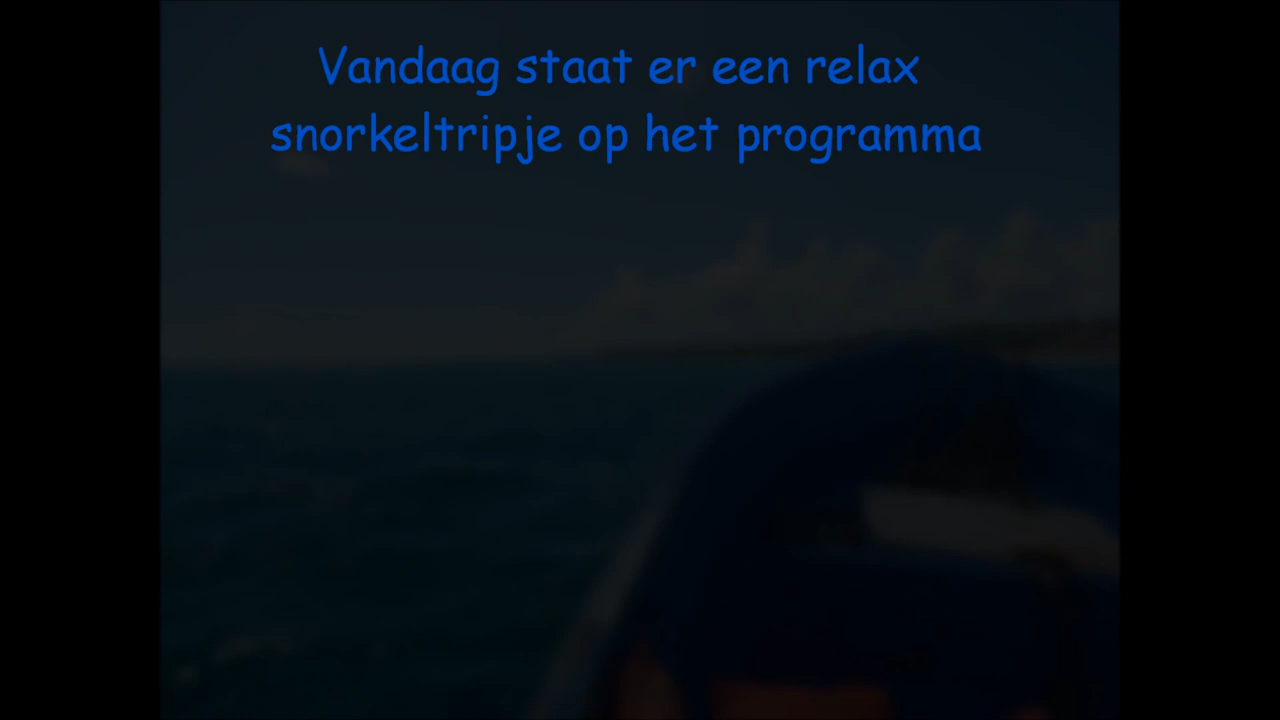 Vandaag staat er een relax
snorkeltripje op het programma